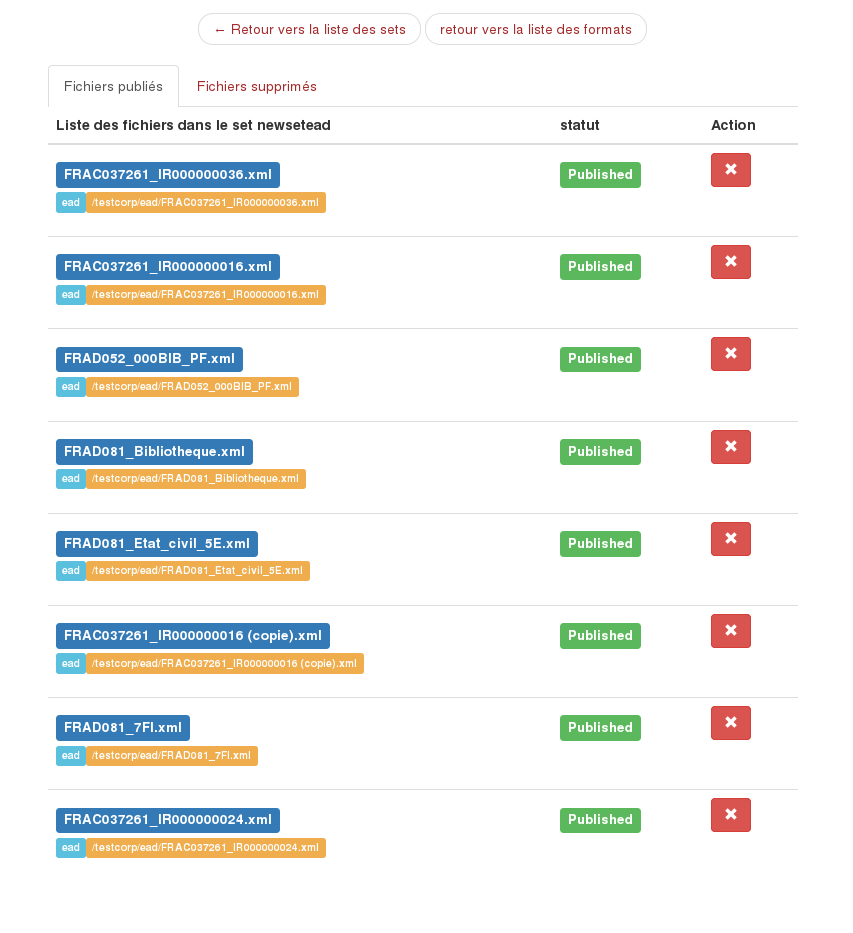 ← Retour vers la liste des sets retour vers la liste des formats
Fichiers publiés Fichiers supprimés
Liste des fichiers dans le set newsetead statut Action
FRAC037261_IR000000036.xml Published
ead /testcorp/ead/FRAC037261_IR000000036.xml
FRAC037261_IR000000016.xml Published
ead /testcorp/ead/FRAC037261_IR000000016.xml
FRAD052_000BIB_PF.xml Published
ead /testcorp/ead/FRAD052_000BIB_PF.xml
FRAD081_Bibliotheque.xml Published
ead /testcorp/ead/FRAD081_Bibliotheque.xml
FRAD081_Etat_civil_5E.xml Published
ead /testcorp/ead/FRAD081_Etat_civil_5E.xml
FRAC037261_IR000000016 (copie).xml Published
ead /testcorp/ead/FRAC037261_IR000000016 (copie).xml
FRAD081_7FI.xml Published
ead /testcorp/ead/FRAD081_7FI.xml
FRAC037261_IR000000024.xml Published
ead /testcorp/ead/FRAC037261_IR000000024.xml